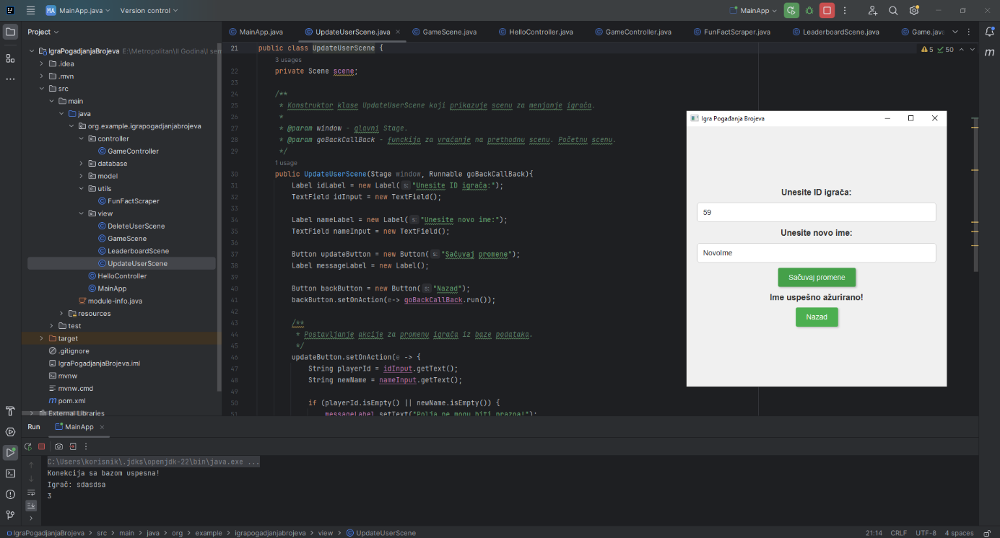 MA MainApp.java Version control MainApp
Project
MainApp.java UpdateUserScene.java GameScene.java HelloController.java GameController.java FunFactScraper.java LeaderboardScene.java Game.java
IgraPogadjanjaBrojeva E:\Metropolitan\II Godina\I sem
.idea
.mvn
src
main
java
org.example.igrapogadjanjabrojeva
controller
GameController
database
model
utils
FunFactScraper
view
DeleteUserScene
GameScene
LeaderboardScene
UpdateUserScene
HelloController
MainApp
module-info.java
resources
test
target
.gitignore
IgraPogadjanjaBrojeva.iml
mvnw
mvnw.cmd
pom.xml
External Libraries
5 50
21 public class UpdateUserScene {
3 usages
22 private Scene scene;
23
24 /**
25 * Konstruktor klase UpdateUserScene koji prikazuje scenu za menjanje igrača.
26 *
27 * @param window - glavni Stage.
28 * @param goBackCallBack - funckija za vraćanje na prethodnu scenu. Početnu scenu.
29 */
1 usage
30 public UpdateUserScene(Stage window, Runnable goBackCallBack){
31 Label idLabel = new Label( s: "Unesite ID igrača:");
32 TextField idInput = new TextField();
33
34 Label nameLabel = new Label( s: "Unesite novo ime:");
35 TextField nameInput = new TextField();
36
37 Button updateButton = new Button( s: "Sačuvaj promene");
38 Label messageLabel = new Label();
39
40 Button backButton = new Button( s: "Nazad");
41 backButton.setOnAction(e-> goBackCallBack.run());
42
43 /**
44 * Postavljanje akcije za promenu igrača iz baze podataka.
45 */
46 updateButton.setOnAction(e -> {
47 String playerId = idInput.getText();
48 String newName = nameInput.getText();
49
50 if (playerId.isEmpty() || newName.isEmpty()) {
51 messageLabel.setText("Polja ne mogu biti prazna!");
Igra Pogađanja Brojeva
Unesite ID igrača:
59
Unesite novo ime:
NovoIme
Sačuvaj promene
Ime uspešno ažurirano!
Nazad
Run MainApp
C:\Users\korisnik\.jdks\openjdk-22\bin\java.exe ...
Konekcija sa bazom uspesna!
Igrač: sdasdsa
3
IgraPogadjanjaBrojeva > src > main > java > org > example > igrapogadjanjabrojeva > view > UpdateUserScene 21:14 CRLF UTF-8 4 spaces